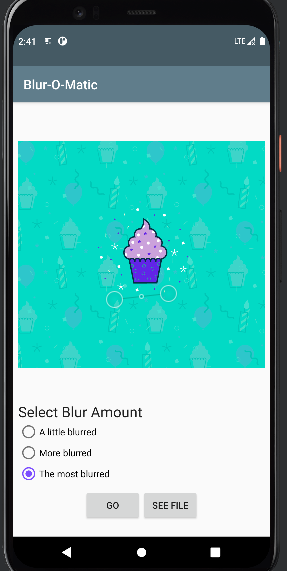 2:41
LTE
Blur-O-Matic
Select Blur Amount
A little blurred
More blurred
The most blurred
GO
SEE FILE